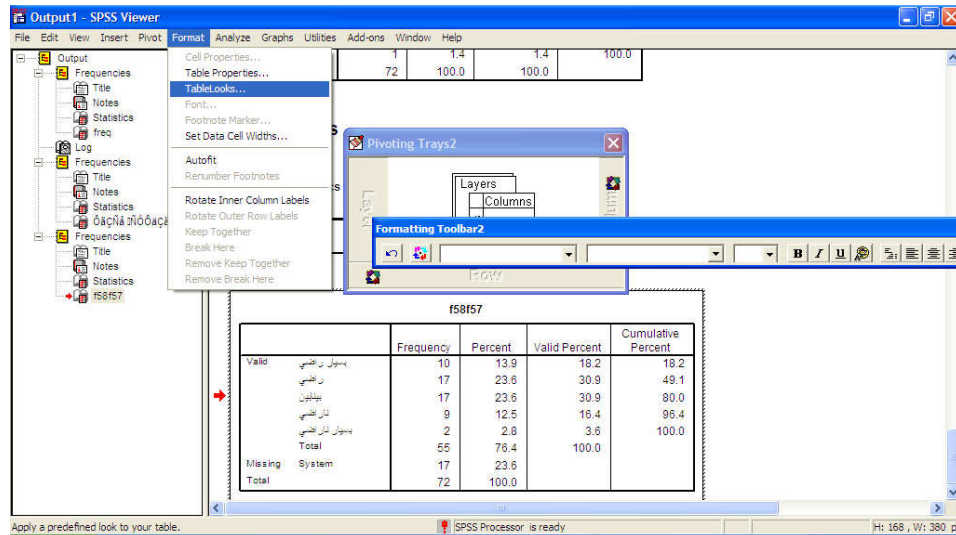 Output1 - SPSS Viewer
File Edit View Insert Pivot Format Analyze Graphs Utilities Add-ons Window Help
Output
Frequencies
Title
Notes
Statistics
freq
Log
Frequencies
Title
Notes
Statistics
Frequencies
Title
Notes
Statistics
f58f57
Cell Properties...
Table Properties...
TableLooks...
Font...
Footnote Marker...
Set Data Cell Widths...
Autofit
Renumber Footnotes
Rotate Inner Column Labels
Rotate Outer Row Labels
Keep Together
Break Here
Remove Keep Together
Remove Break Here
1 1.4 1.4 100.0
72 100.0 100.0
Pivoting Trays2
Layer
Layers
Columns
Row
Formatting Toolbar2
B I U
f58f57
Frequency Percent Valid Percent Cumulative Percent
Valid بسيار راضي 10 13.9 18.2 18.2
راضي 17 23.6 30.9 49.1
بينابين 17 23.6 30.9 80.0
ناراضي 9 12.5 16.4 96.4
بسيار ناراضي 2 2.8 3.6 100.0
Total 55 76.4 100.0
Missing System 17 23.6
Total 72 100.0
Apply a predefined look to your table.
SPSS Processor is ready
H: 168 , W: 380 p